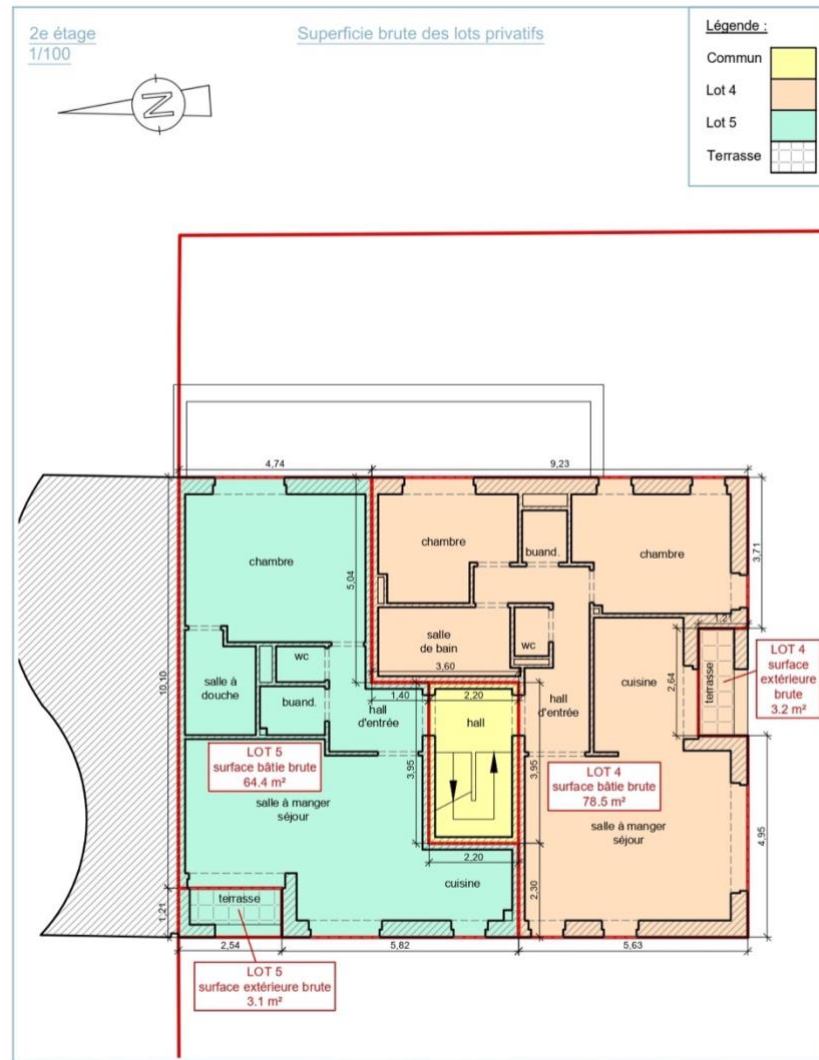 2e étage
1/100
Superficie brute des lots privatifs
Légende :
Commun
Lot 4
Lot 5
Terrasse
N
4,74
9,23
chambre
chambre
buand.
chambre
5,04
3,71
10,10
salle à
douche
wc
buand.
hall
d'entrée
salle
de bain
wc
3,60
1,40
2,20
hall
hall
d'entrée
cuisine
2,64
1,21
terrasse
LOT 4
surface
extérieure
brute
3.2 m²
LOT 5
surface bâtie brute
64.4 m²
3,95
3,95
LOT 4
surface bâtie brute
78.5 m²
salle à manger
séjour
salle à manger
séjour
4,95
2,20
2,30
cuisine
terrasse
1,21
2,54
5,82
5,63
LOT 5
surface extérieure brute
3.1 m²